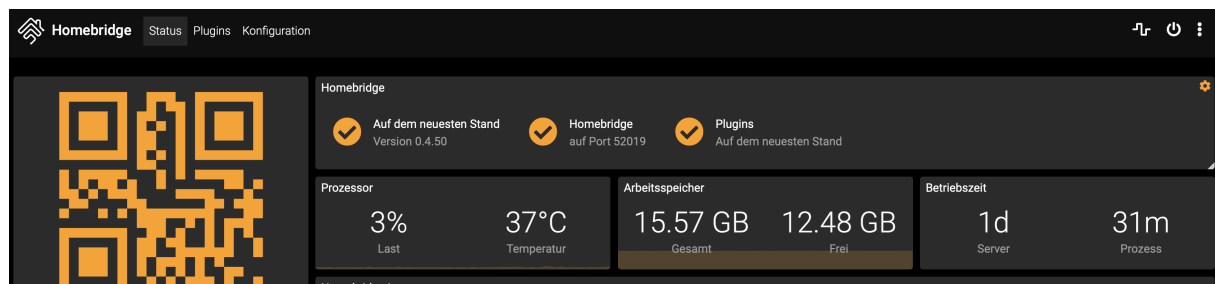 Homebridge Status Plugins Konfiguration
Homebridge
Auf dem neuesten Stand
Version 0.4.50
Homebridge
auf Port 52019
Plugins
Auf dem neuesten Stand
Prozessor
3%
Last
37°C
Temperatur
Arbeitsspeicher
15.57 GB
Gesamt
12.48 GB
Frei
Betriebszeit
1d
Server
31m
Prozess